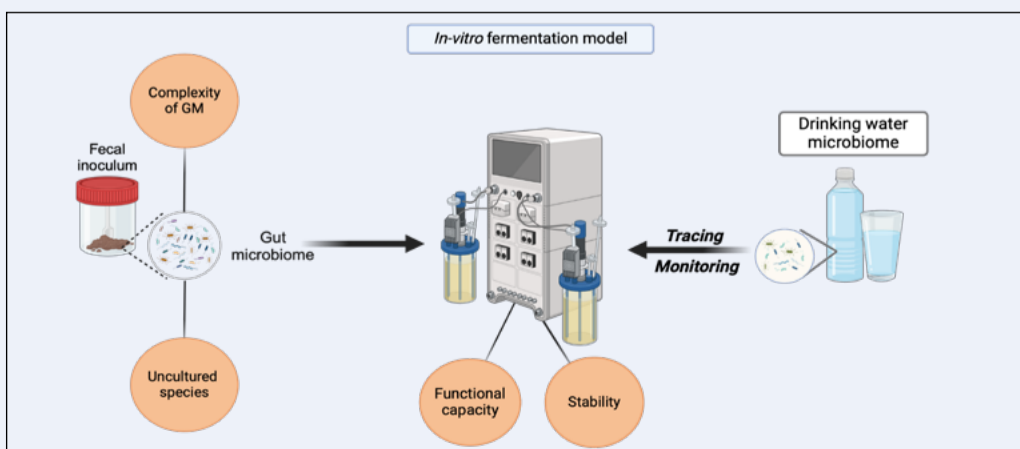 In-vitro fermentation model
Complexity
of GM
Fecal
inoculum
Gut
microbiome
Uncultured
species
Functional
capacity
Stability
Tracing
Monitoring
Drinking water
microbiome